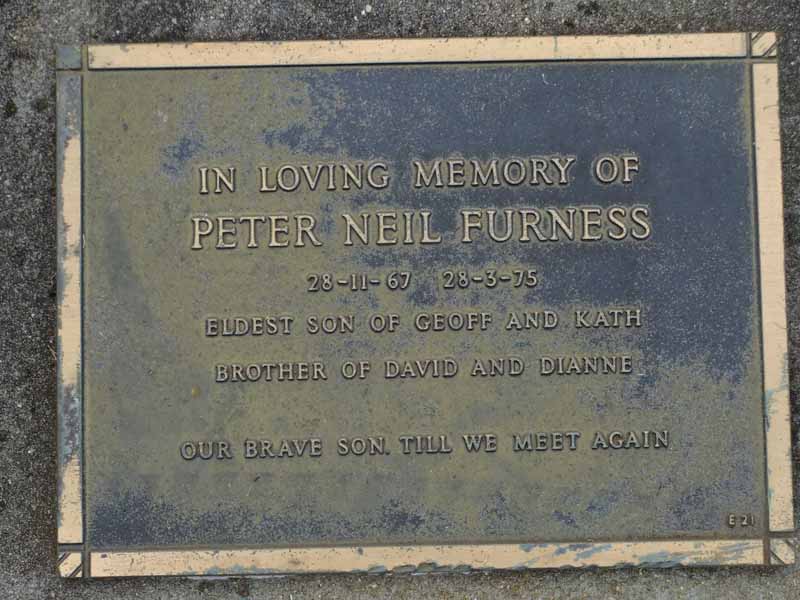 IN LOVING MEMORY OF
PETER NEIL FURNESS
28-11-67 28-3-75
ELDEST SON OF GEOFF AND KATH
BROTHER OF DAVID AND DIANNE
OUR BRAVE SON. TILL WE MEET AGAIN
E 21